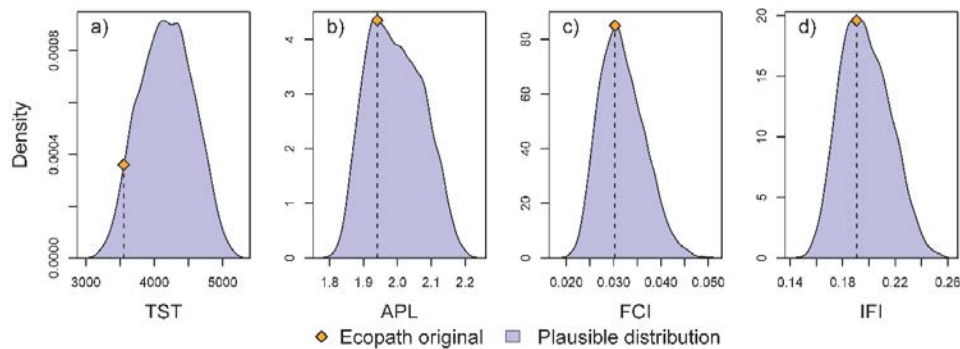 a) b) c) d)
Density
0.0000 0.0004 0.0008
3000 4000 5000
TST
0 1 2 3 4
1.8 1.9 2.0 2.1 2.2
APL
0 20 40 60 80
0.020 0.030 0.040 0.050
FCI
0 5 10 15 20
0.14 0.18 0.22 0.26
IFI
Ecopath original Plausible distribution